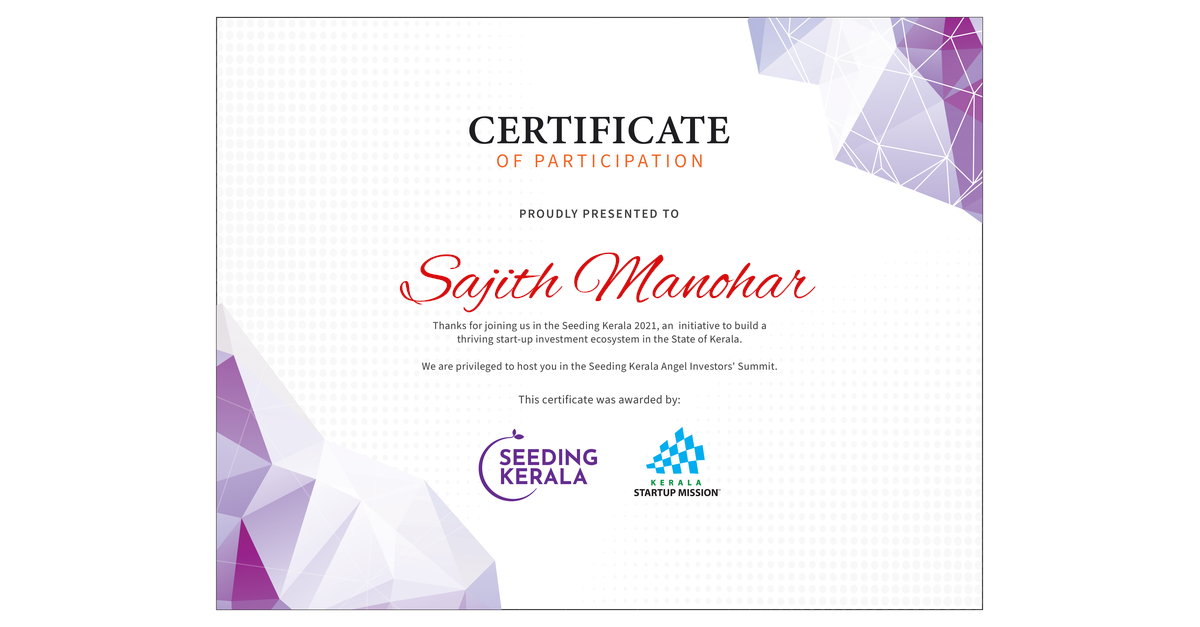 CERTIFICATE
OF PARTICIPATION
PROUDLY PRESENTED TO
Sajith Manohar
Thanks for joining us in the Seeding Kerala 2021, an initiative to build a
thriving start-up investment ecosystem in the State of Kerala.
We are privileged to host you in the Seeding Kerala Angel Investors' Summit.
This certificate was awarded by:
SEEDING
KERALA
KERALA
STARTUP MISSION